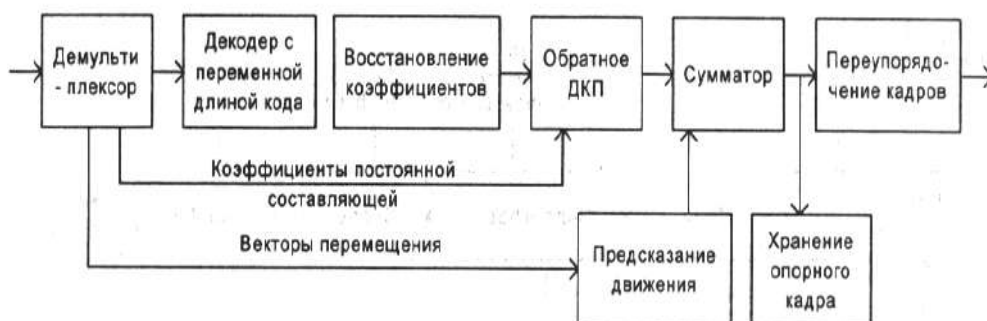 Демульти
- плексор
Декодер с
переменной
длиной кода
Восстановление
коэффициентов
Обратное
ДКП
Сумматор
Переупорядо-
чение кадров
Коэффициенты постоянной
составляющей
Векторы перемещения
Предсказание
движения
Хранение
опорного
кадра